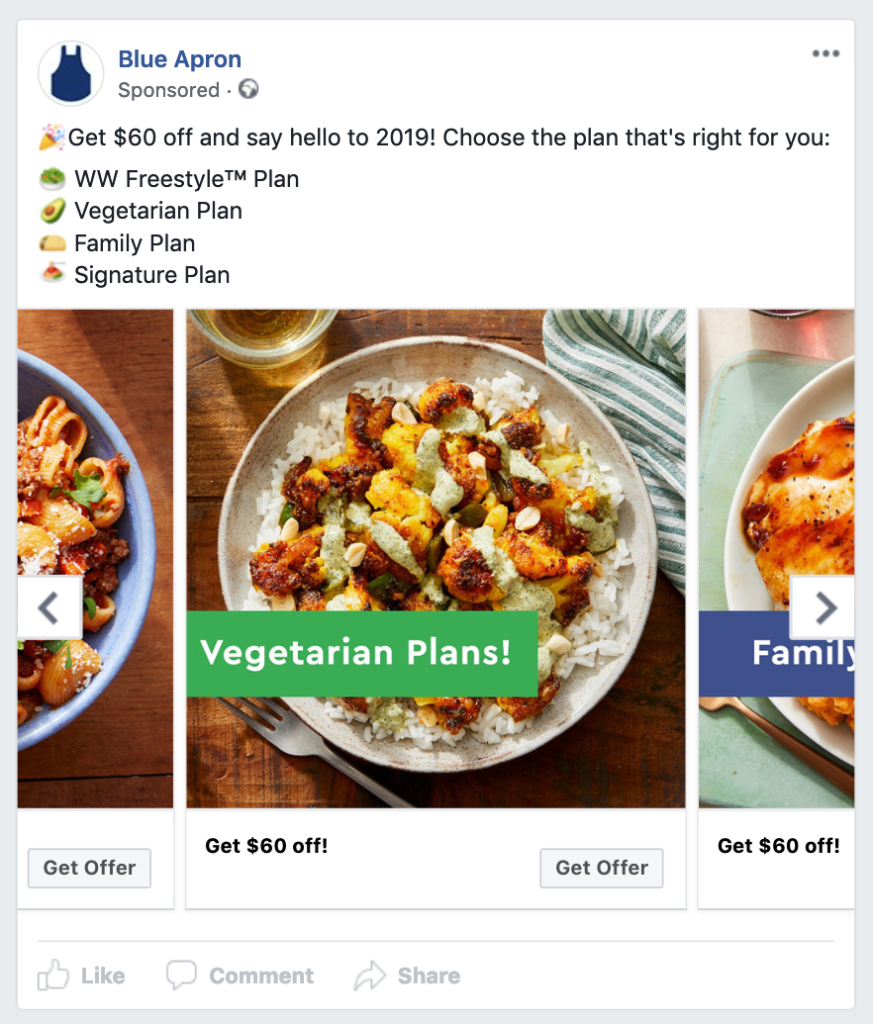 Blue Apron
Sponsored ·
🎉Get $60 off and say hello to 2019! Choose the plan that's right for you:
🥗 WW Freestyle™ Plan
🥑 Vegetarian Plan
🌮 Family Plan
🍝 Signature Plan
Vegetarian Plans!
Family
Get Offer
Get $60 off!
Get Offer
Get $60 off!
Like
Comment
Share